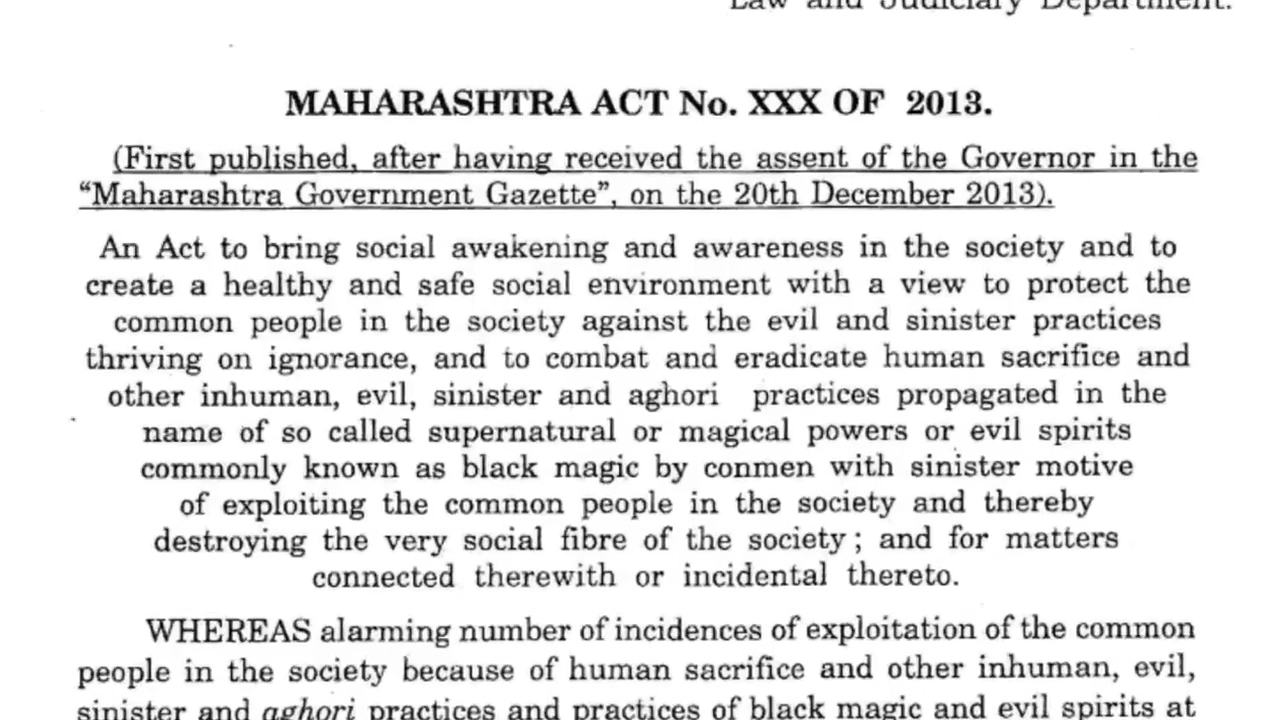 Law and Judiciary Department.
MAHARASHTRA ACT No. XXX OF 2013.
(First published, after having received the assent of the Governor in the
“Maharashtra Government Gazette”, on the 20th December 2013).
An Act to bring social awakening and awareness in the society and to
create a healthy and safe social environment with a view to protect the
common people in the society against the evil and sinister practices
thriving on ignorance, and to combat and eradicate human sacrifice and
other inhuman, evil, sinister and aghori practices propagated in the
name of so called supernatural or magical powers or evil spirits
commonly known as black magic by conmen with sinister motive
of exploiting the common people in the society and thereby
destroying the very social fibre of the society ; and for matters
connected therewith or incidental thereto.
WHEREAS alarming number of incidences of exploitation of the common
people in the society because of human sacrifice and other inhuman, evil,
sinister and aghori practices and practices of black magic and evil spirits at